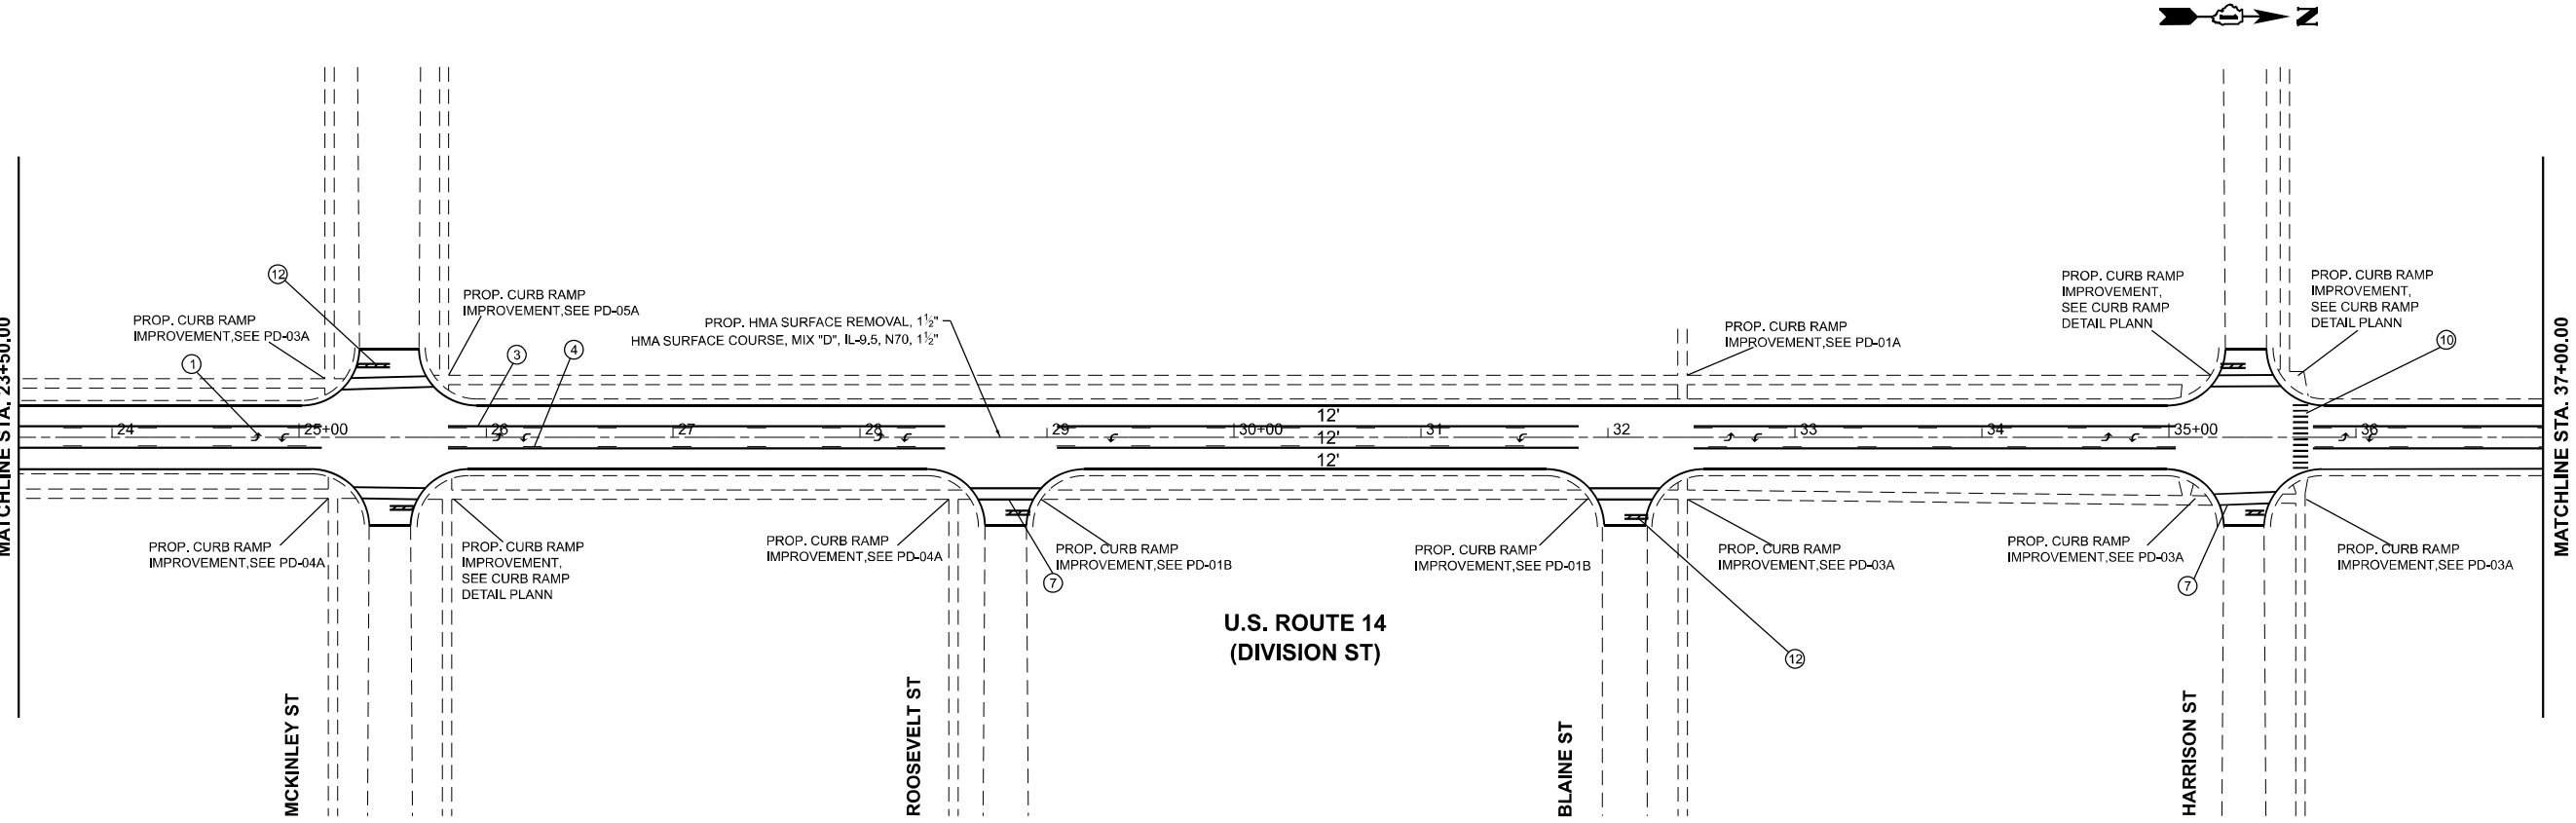 N
MATCHLINE STA. 23+50.00
12
PROP. CURB RAMP
IMPROVEMENT,SEE PD-03A
1
PROP. CURB RAMP
IMPROVEMENT,SEE PD-05A
3
4
PROP. HMA SURFACE REMOVAL, 1½"
HMA SURFACE COURSE, MIX "D", IL-9.5, N70, 1½"
PROP. CURB RAMP
IMPROVEMENT,SEE PD-01A
PROP. CURB RAMP
IMPROVEMENT,
SEE CURB RAMP
DETAIL PLANN
PROP. CURB RAMP
IMPROVEMENT,
SEE CURB RAMP
DETAIL PLANN
10
MATCHLINE STA. 37+00.00
12'
24 25+00 26 27 28 29 30+00 31 32 33 34 35+00 36
12'
12'
PROP. CURB RAMP
IMPROVEMENT,SEE PD-04A
PROP. CURB RAMP
IMPROVEMENT,
SEE CURB RAMP
DETAIL PLANN
PROP. CURB RAMP
IMPROVEMENT,SEE PD-04A
PROP. CURB RAMP
IMPROVEMENT,SEE PD-01B
7
PROP. CURB RAMP
IMPROVEMENT,SEE PD-01B
PROP. CURB RAMP
IMPROVEMENT,SEE PD-03A
12
PROP. CURB RAMP
IMPROVEMENT,SEE PD-03A
7
PROP. CURB RAMP
IMPROVEMENT,SEE PD-03A
U.S. ROUTE 14
(DIVISION ST)
MCKINLEY ST
ROOSEVELT ST
BLAINE ST
HARRISON ST